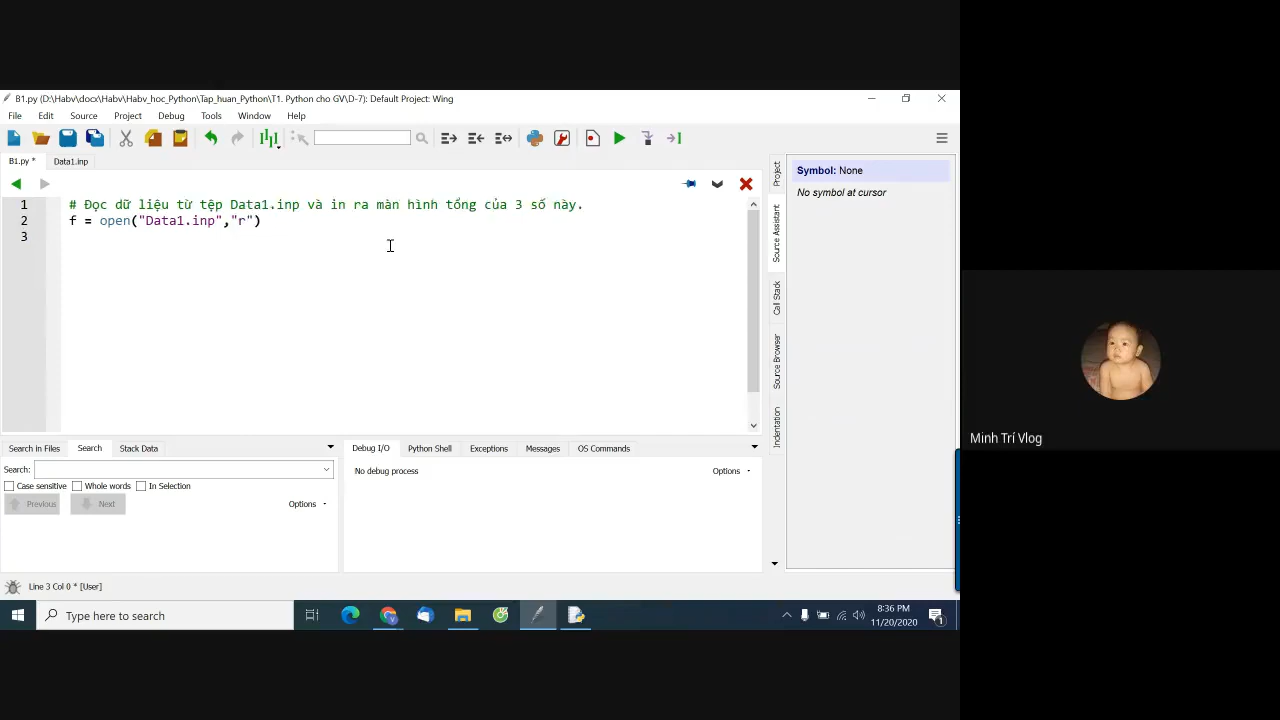 B1.py (D:\Habv\docx\Habv\Habv_hoc_Python\Tap_huan_Python\T1. Python cho GV\D-7): Default Project: Wing
File Edit Source Project Debug Tools Window Help
B1.py * Data1.inp
1 # Đọc dữ liệu từ tệp Data1.inp và in ra màn hình tổng của 3 số này.
2 f = open("Data1.inp","r")
3
Project
Source Assistant
Call Stack
Source Browser
Indentation
Symbol: None
No symbol at cursor
Minh Trí Vlog
Search in Files Search Stack Data
Search:
Case sensitive Whole words In Selection
Previous Next Options
Debug I/O Python Shell Exceptions Messages OS Commands
No debug process Options
Line 3 Col 0 * [User]
Type here to search
8:36 PM
11/20/2020
1